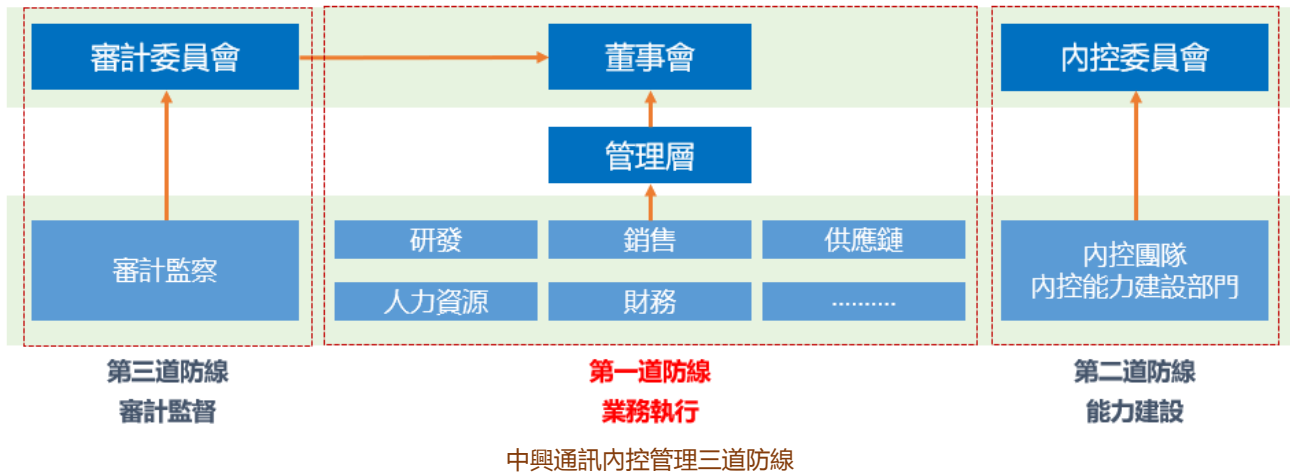 審計委員會
董事會
內控委員會
管理層
審計監察
研發
銷售
供應鏈
人力資源
財務
..........
內控團隊
內控能力建設部門
第三道防線
審計監督
第一道防線
業務執行
第二道防線
能力建設
中興通訊內控管理三道防線